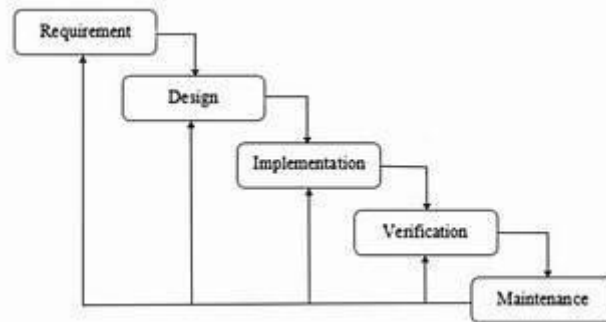 Requirement
Design
Implementation
Verification
Maintenance